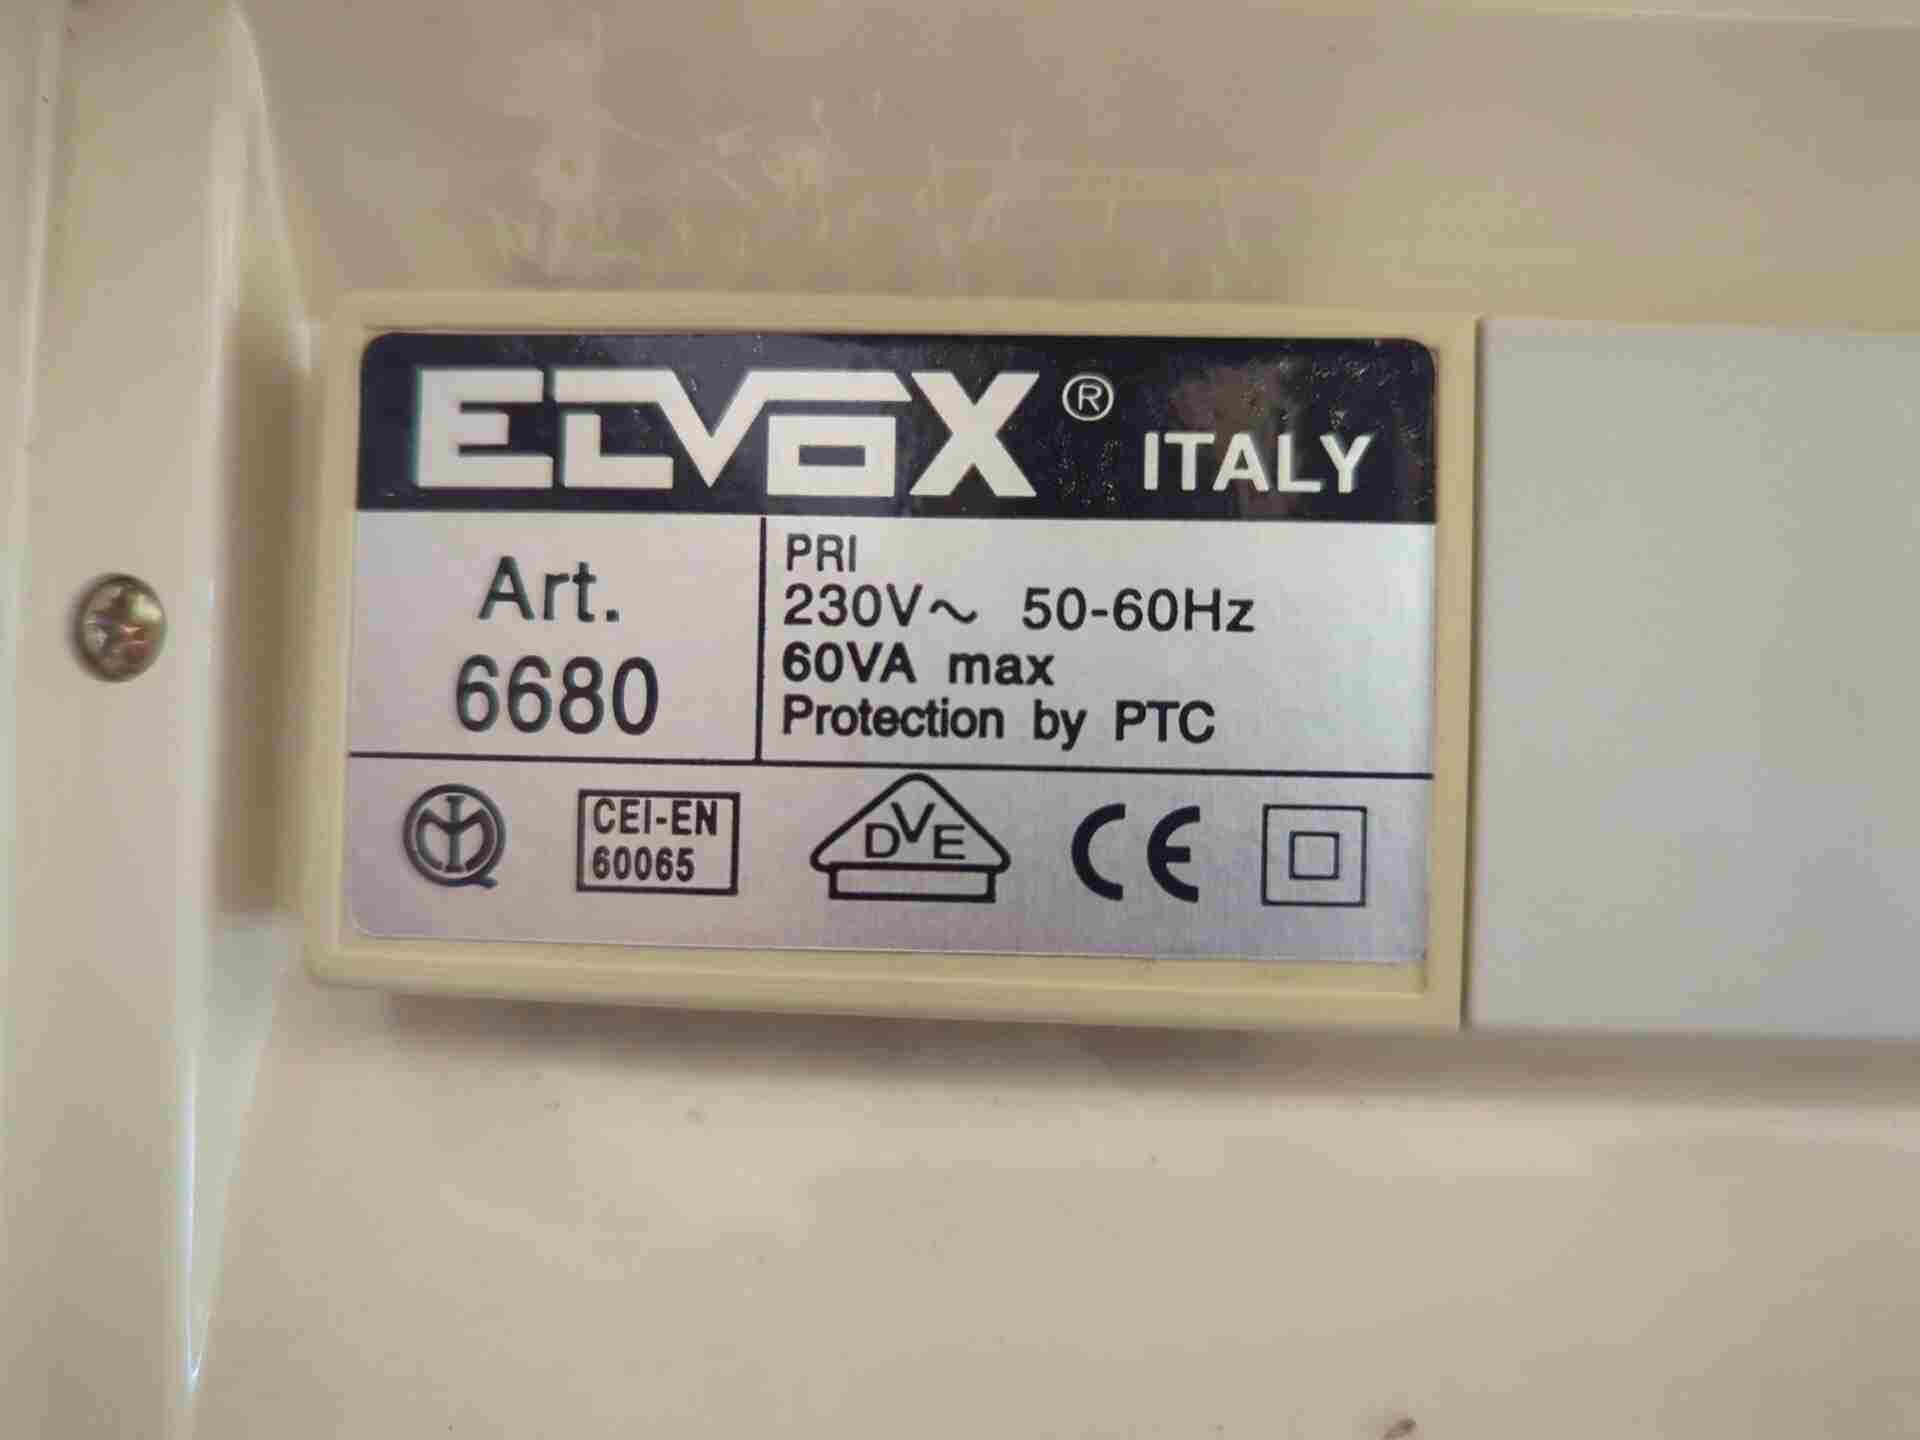 ELVOX ® ITALY
Art.
6680
PRI
230V~ 50-60Hz
60VA max
Protection by PTC
CEI-EN
60065
DVE
CE